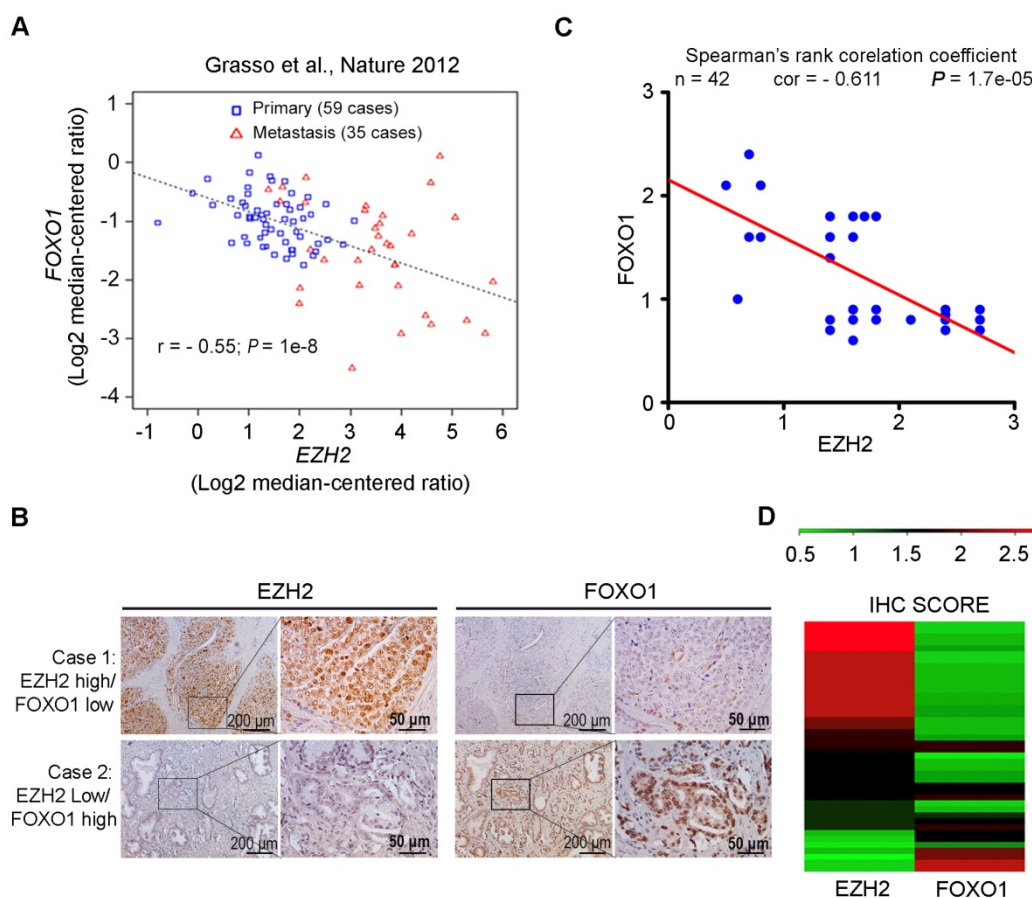 A
Grasso et al., Nature 2012
Primary (59 cases)
Metastasis (35 cases)
1
0
-1
-2
-3
-4
FOXO1
(Log2 median-centered ratio)
r = - 0.55; P = 1e-8
-1 0 1 2 3 4 5 6
EZH2
(Log2 median-centered ratio)
C
Spearman's rank corelation coefficient
n = 42 cor = - 0.611 P = 1.7e-05
3
2
1
0
FOXO1
0 1 2 3
EZH2
B
EZH2 FOXO1
Case 1:
EZH2 high/
FOXO1 low
200 µm 50 µm 200 µm 50 µm
Case 2:
EZH2 Low/
FOXO1 high
200 µm 50 µm 200 µm 50 µm
D
0.5 1 1.5 2 2.5
IHC SCORE
EZH2 FOXO1